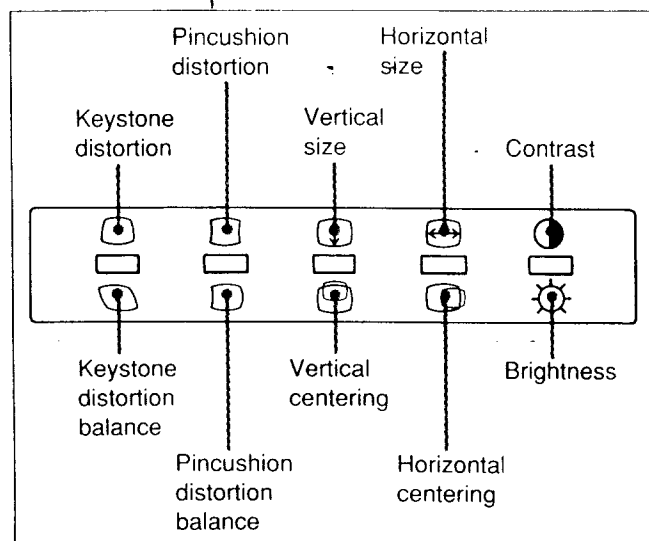 Pincushion
distortion
Horizontal
size
Keystone
distortion
Vertical
size
Contrast
Keystone
distortion
balance
Vertical
centering
Brightness
Pincushion
distortion
balance
Horizontal
centering